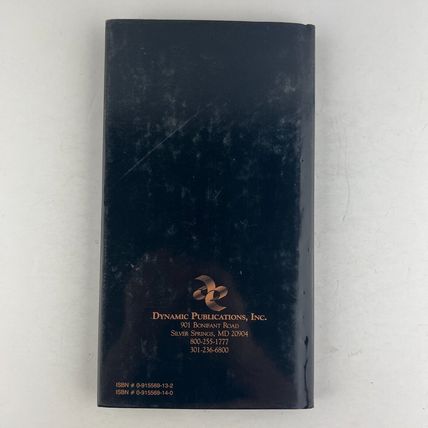 DYNAMIC PUBLICATIONS, INC.
901 BONIFANT ROAD
SILVER SPRINGS, MD 20904
800-255-1777
301-236-6800
ISBN # 0-915569-13-2
ISBN # 0-915569-14-0